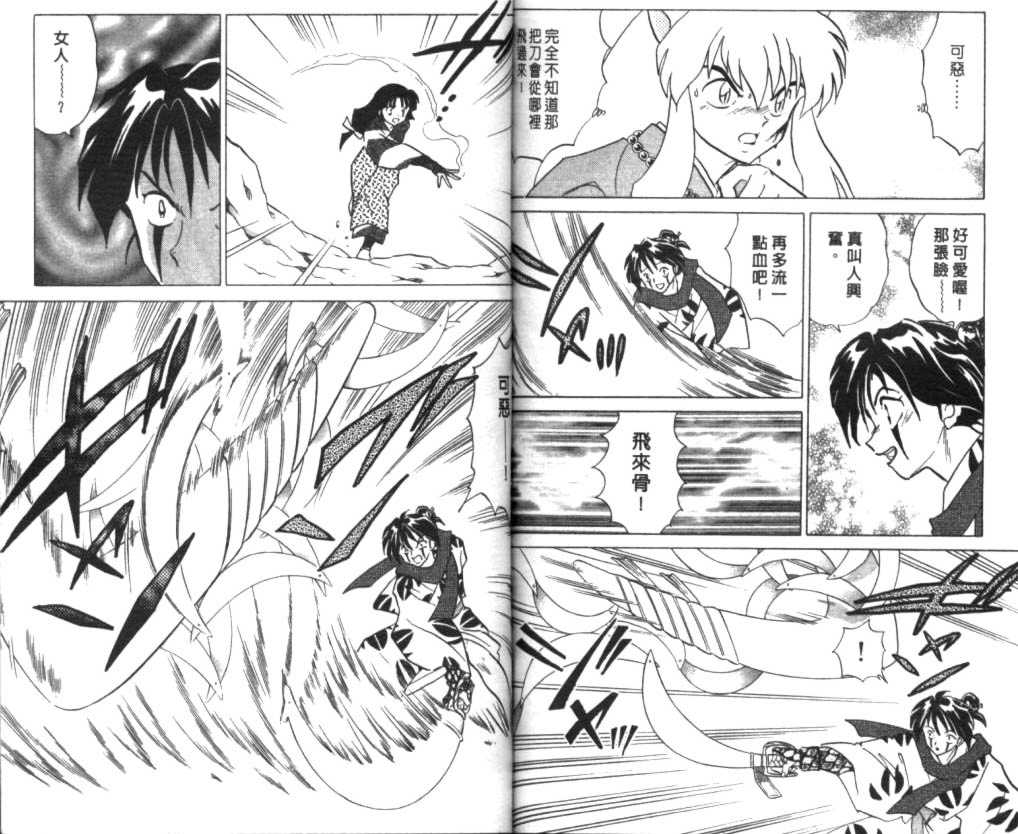 可惡……
完全不知道那
把刀會從哪裡
飛過來！
好可愛喔！
那張臉～～
真叫人興
奮。
再多流一
點血吧！
飛來骨！
！
可惡
！
女人～～～？